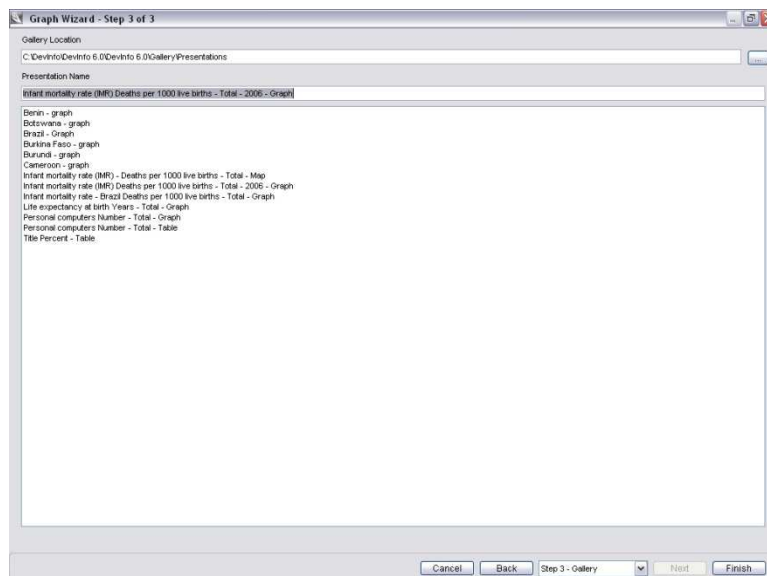 Graph Wizard - Step 3 of 3
Gallery Location
C:\DevInfo\DevInfo 6.0\DevInfo 6.0\Gallery\Presentations
...
Presentation Name
Infant mortality rate (IMR) Deaths per 1000 live births - Total - 2006 - Graph
Benin - graph
Botswana - graph
Brazil - Graph
Burkina Faso - graph
Burundi - graph
Cameroon - graph
Infant mortality rate (IMR) - Deaths per 1000 live births - Total - Map
Infant mortality rate (IMR) Deaths per 1000 live births - Total - 2006 - Graph
Infant mortality rate - Brazil Deaths per 1000 live births - Total - Graph
Life expectancy at birth Years - Total - Graph
Personal computers Number - Total - Graph
Personal computers Number - Total - Table
Title Percent - Table
Cancel Back Step 3 - Gallery Next Finish